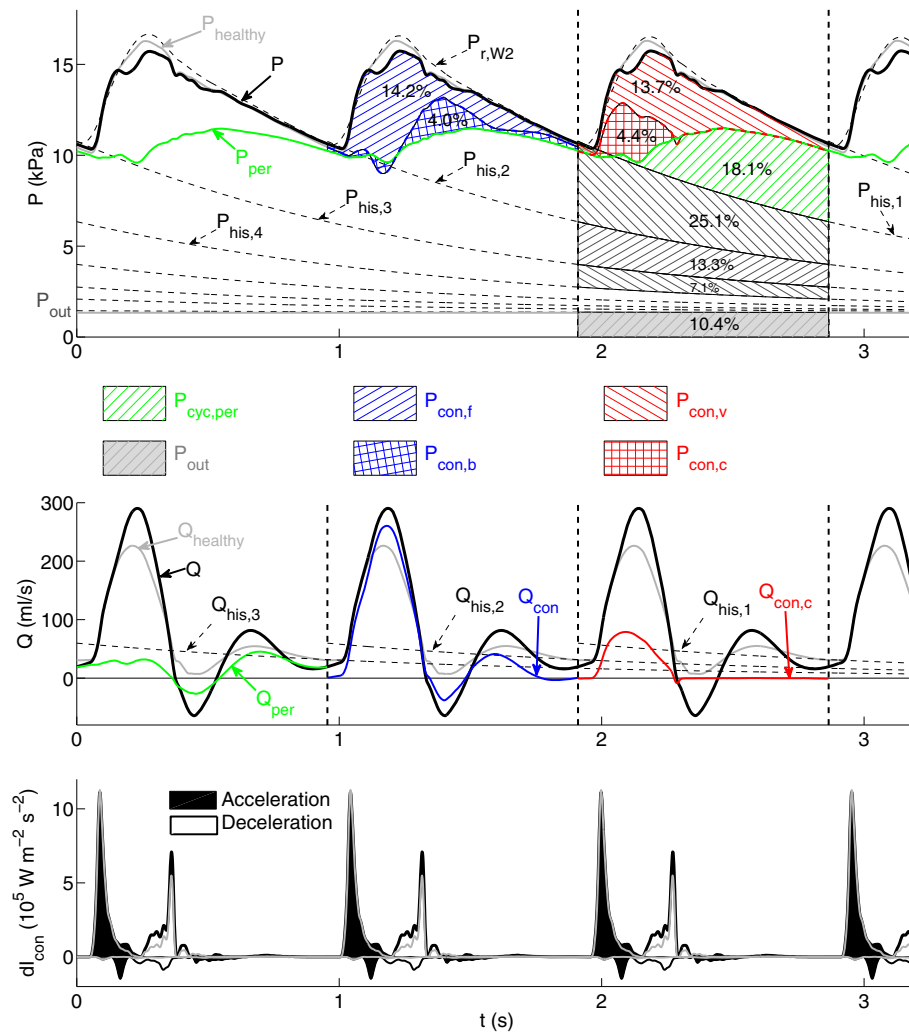 15
10
5
0
P (kPa)
P_healthy
P
P_r,W2
14.2%
4.0%
13.7%
4.4%
P_per
P_his,2
18.1%
P_his,3
P_his,1
P_his,4
25.1%
13.3%
7.1%
P_out
10.4%
0 1 2 3
P_cyc,per P_con,f P_con,v
P_out P_con,b P_con,c
300
200
100
0
Q (ml/s)
Q_healthy
Q
Q_his,3
Q_his,2
Q_con
Q_his,1
Q_con,c
Q_per
0 1 2 3
10
5
0
dI_con (10^5 W m^−2 s^−2)
Acceleration
Deceleration
0 1 2 3
t (s)